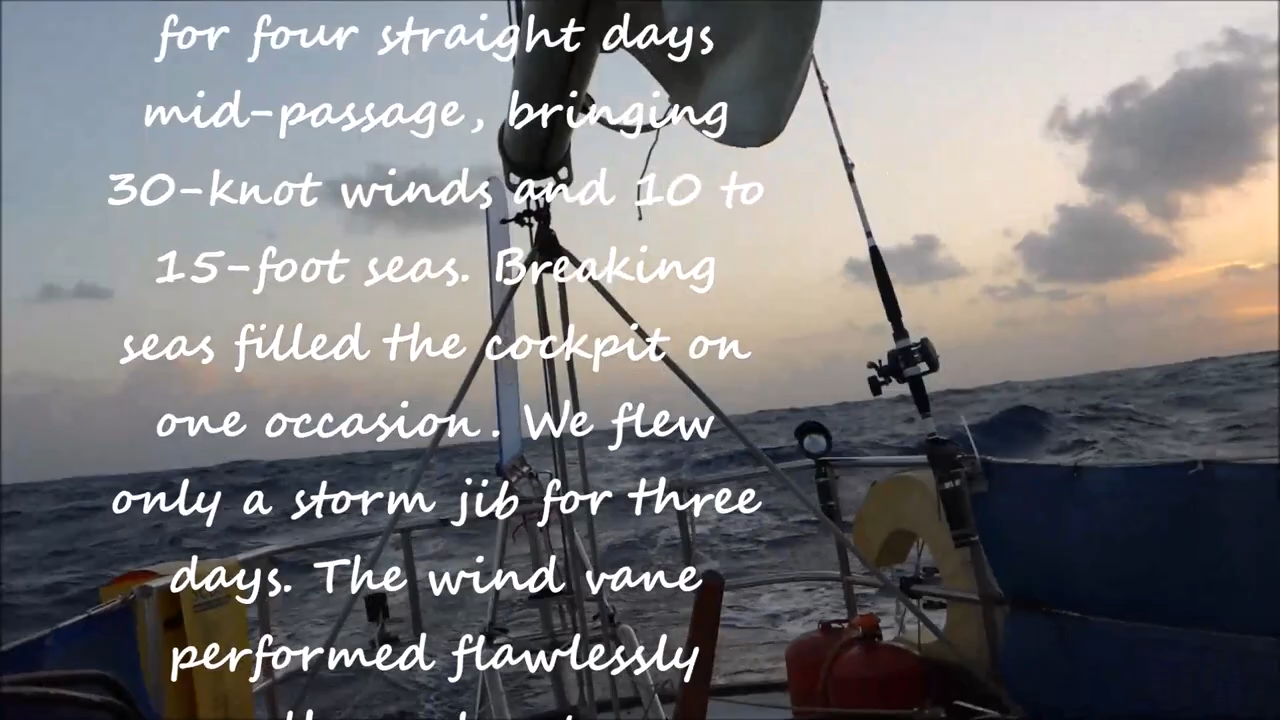 for four straight days
mid-passage, bringing
30-knot winds and 10 to
15-foot seas. Breaking
seas filled the cockpit on
one occasion. We flew
only a storm jib for three
days. The wind vane
performed flawlessly